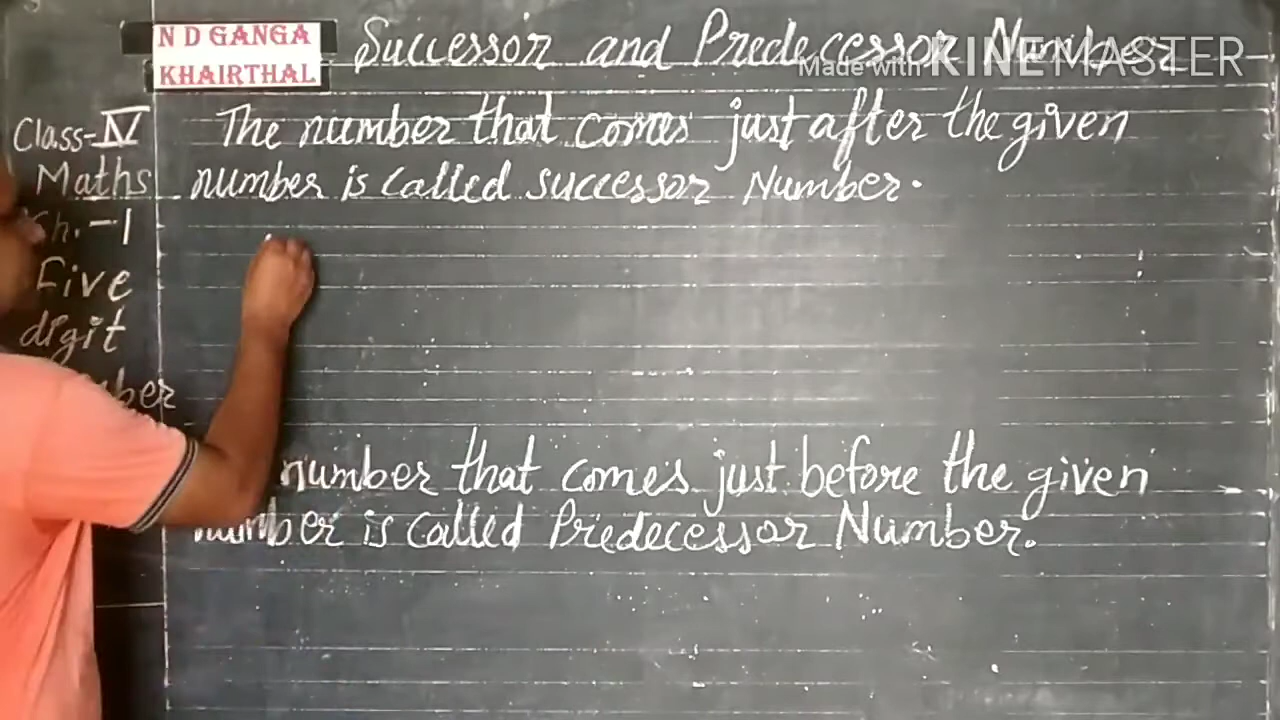 N D GANGA
KHAIRTHAL
Successor and Predecessor Number
Made with KINEMASTER
Class-IV
Maths
Ch.-1
Five
digit
The number that comes just after the given
number is called successor Number.
number that comes just before the given
number is called Predecessor Number.